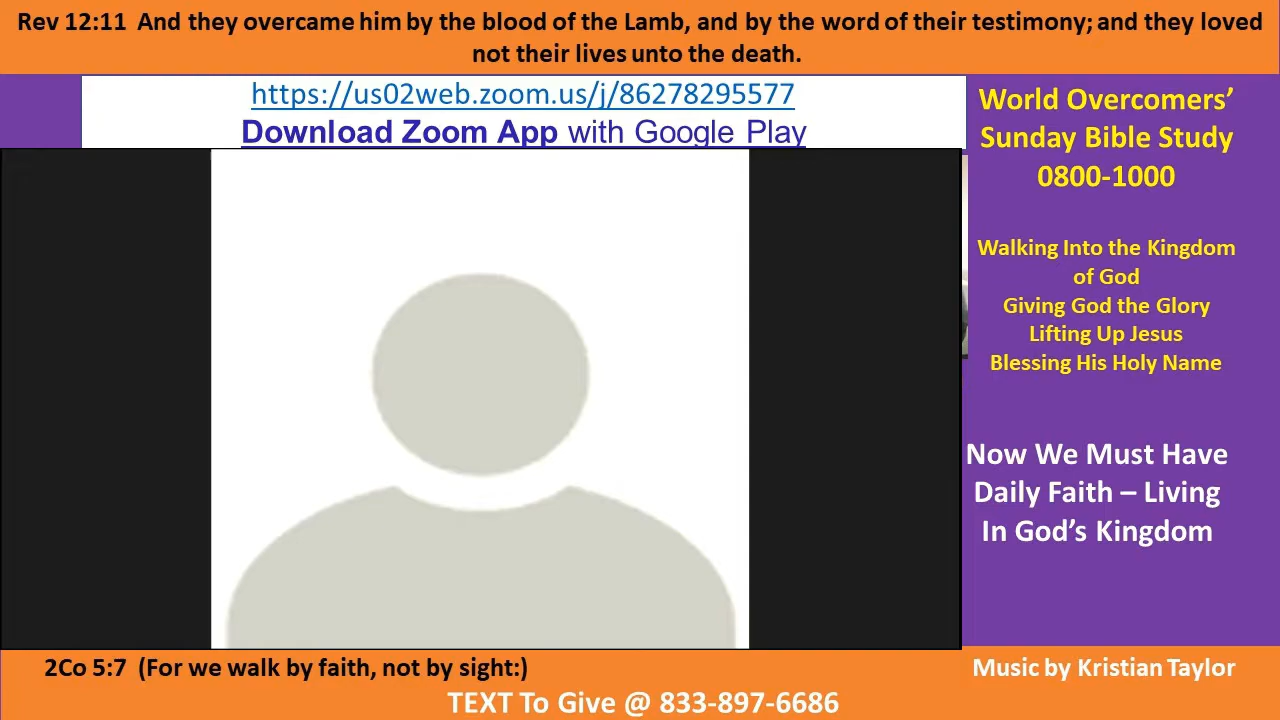 Rev 12:11 And they overcame him by the blood of the Lamb, and by the word of their testimony; and they loved
not their lives unto the death.
https://us02web.zoom.us/j/86278295577
Download Zoom App with Google Play
World Overcomers’
Sunday Bible Study
0800-1000
Walking Into the Kingdom
of God
Giving God the Glory
Lifting Up Jesus
Blessing His Holy Name
Now We Must Have
Daily Faith – Living
In God’s Kingdom
2Co 5:7 (For we walk by faith, not by sight:)
Music by Kristian Taylor
TEXT To Give @ 833-897-6686